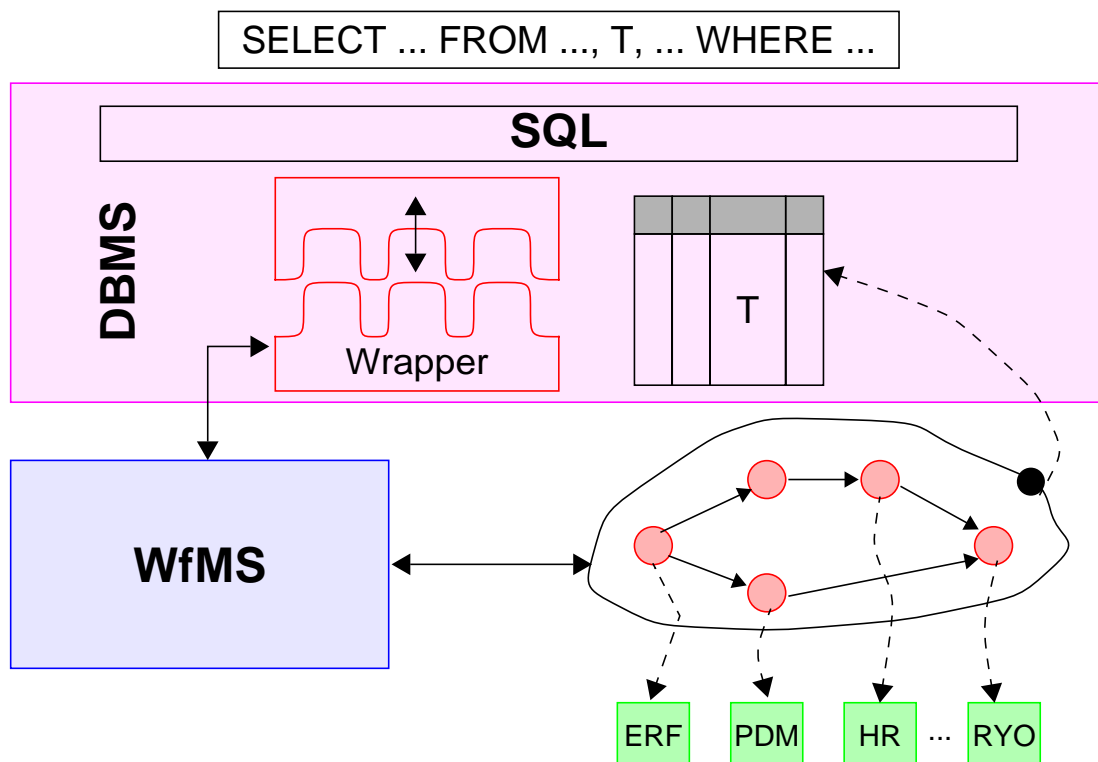 SELECT ... FROM ..., T, ... WHERE ...
SQL
DBMS
T
Wrapper
WfMS
ERF
PDM
HR
...
RYO